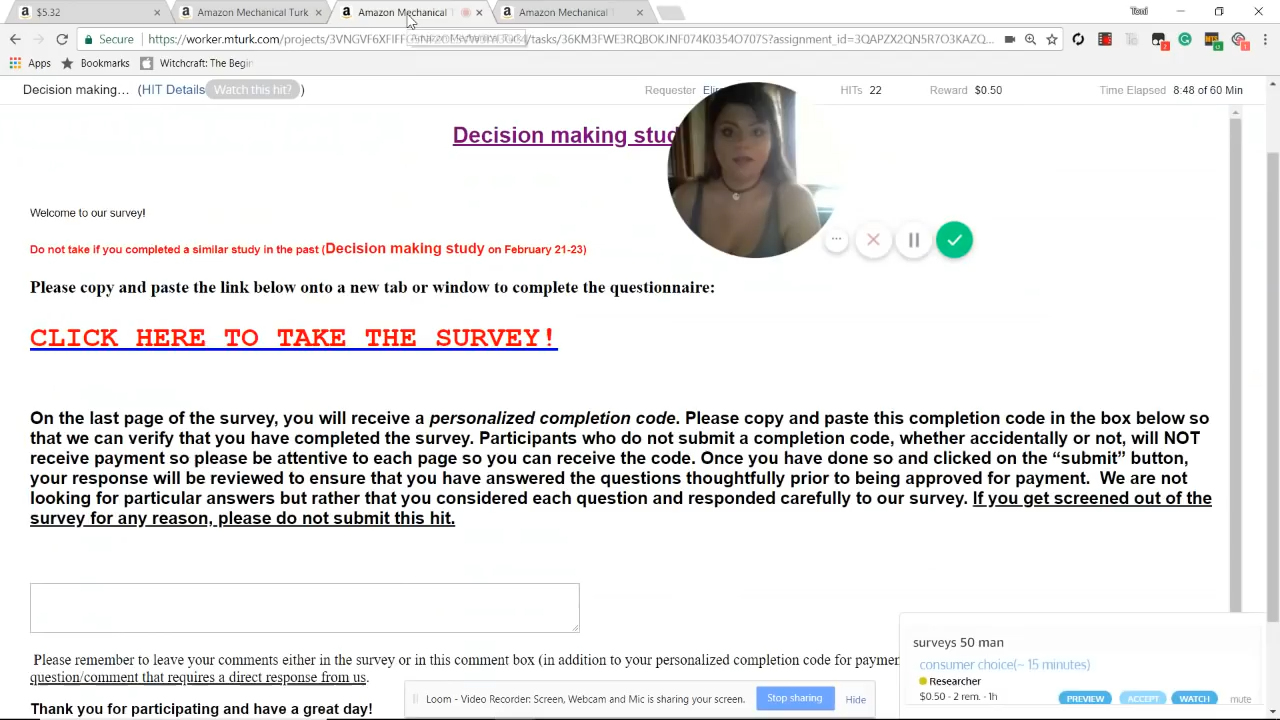 $5.32
Amazon Mechanical Turk
Amazon Mechanical T
Amazon Mechanical
Tond
Secure
https://worker.mturk.com/projects/
Apps
Bookmarks
Witchcraft: The Begin
Decision making... (HIT Details Watch this hit? )
Requester
HITs 22
Reward $0.50
Time Elapsed 8:48 of 60 Min
Decision making stud
Welcome to our survey!
Do not take if you completed a similar study in the past (Decision making study on February 21-23)
Please copy and paste the link below onto a new tab or window to complete the questionnaire:
CLICK HERE TO TAKE THE SURVEY!
On the last page of the survey, you will receive a personalized completion code. Please copy and paste this completion code in the box below so
that we can verify that you have completed the survey. Participants who do not submit a completion code, whether accidentally or not, will NOT
receive payment so please be attentive to each page so you can receive the code. Once you have done so and clicked on the “submit” button,
your response will be reviewed to ensure that you have answered the questions thoughtfully prior to being approved for payment. We are not
looking for particular answers but rather that you considered each question and responded carefully to our survey. If you get screened out of the
survey for any reason, please do not submit this hit.
Please remember to leave your comments either in the survey or in this comment box (in addition to your personalized completion code for paymen
question/comment that requires a direct response from us.
Thank you for participating and have a great day!
surveys 50 man
consumer choice(~ 15 minutes)
Researcher
$0.50 - 2 rem. - 1h
PREVIEW
ACCEPT
WATCH
mute
Loom - Video Recorder: Screen, Webcam and Mic is sharing your screen.
Stop sharing
Hide